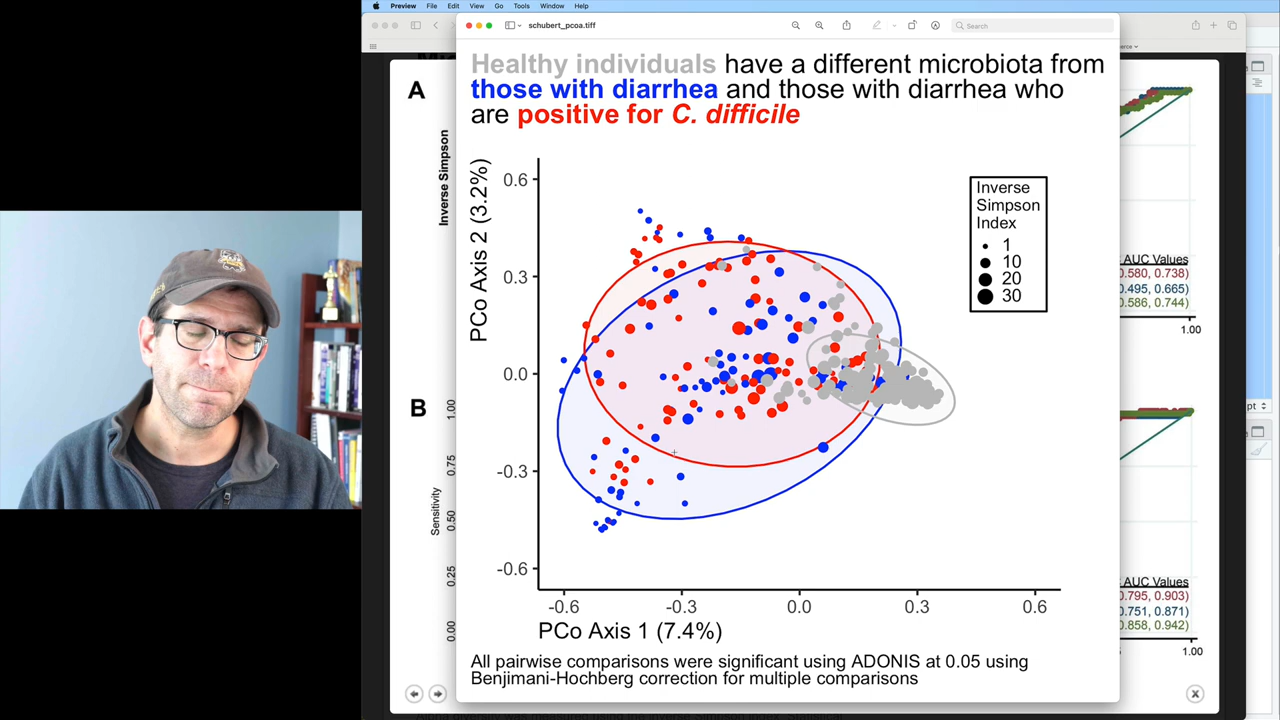 Preview File Edit View Go Tools Window Help
schubert_pcoa.tiff
Search
Healthy individuals have a different microbiota from
those with diarrhea and those with diarrhea who
are positive for C. difficile
A
Inverse Simpson
PCo Axis 2 (3.2%)
0.6
0.3
0.0
-0.3
-0.6
Inverse
Simpson
Index
1
10
20
30
AUC Values
0.580, 0.738)
0.495, 0.665)
0.586, 0.744)
1.00
B
Sensitivity
1.00
0.75
0.50
0.25
0.00
-0.6 -0.3 0.0 0.3 0.6
PCo Axis 1 (7.4%)
AUC Values
0.795, 0.903)
0.751, 0.871)
0.858, 0.942)
1.00
All pairwise comparisons were significant using ADONIS at 0.05 using
Benjimani-Hochberg correction for multiple comparisons